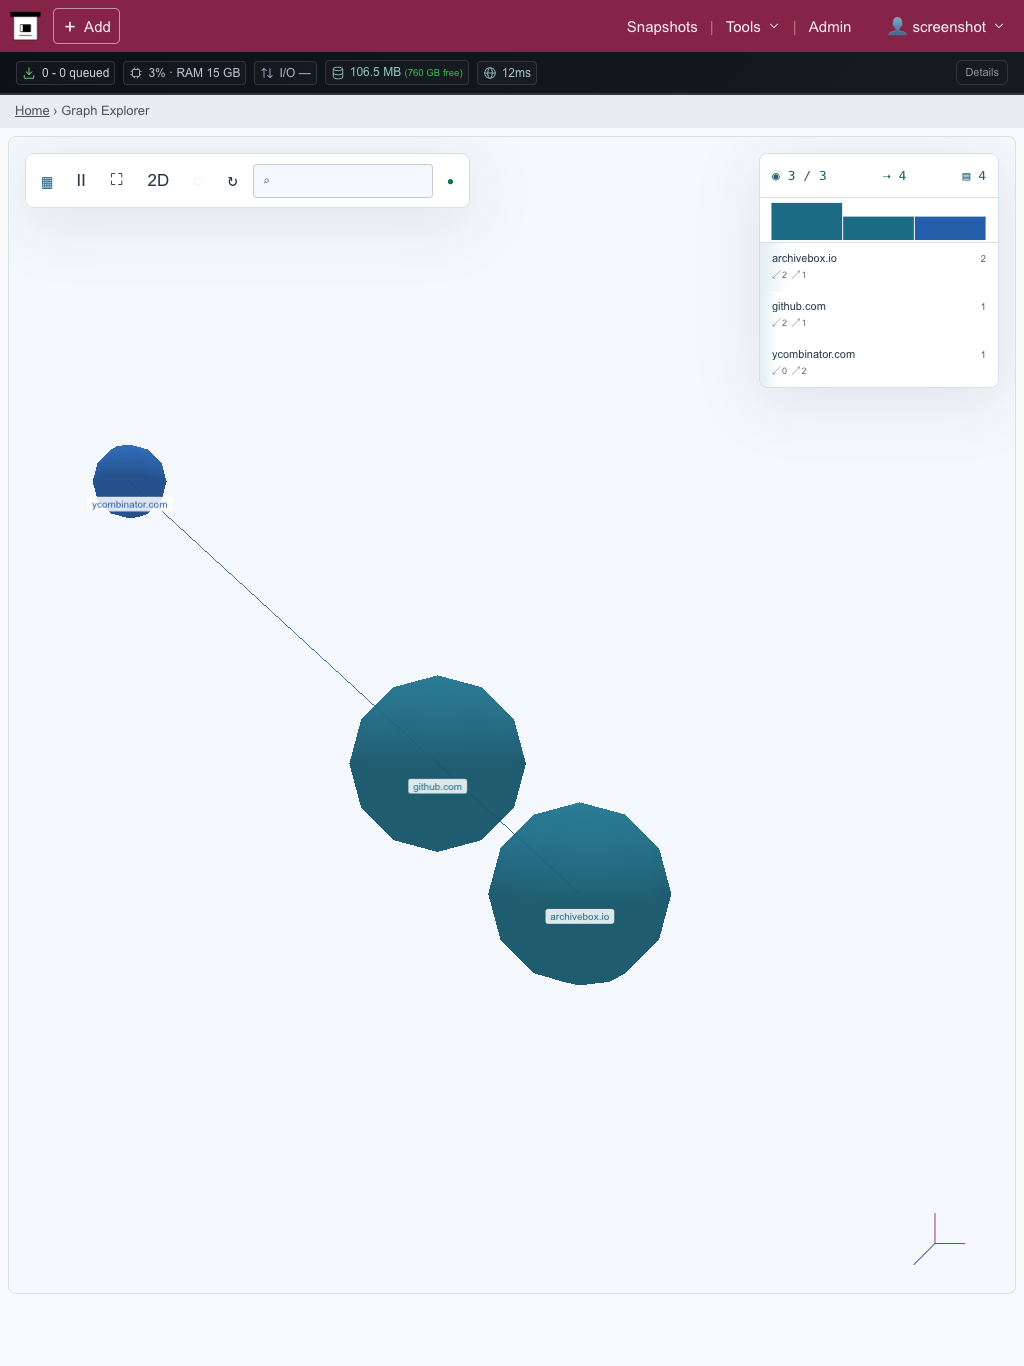 + Add
Snapshots | Tools | Admin
screenshot
0 - 0 queued
3% · RAM 15 GB
I/O —
106.5 MB (760 GB free)
12ms
Details
Home › Graph Explorer
2D
3 / 3
→ 4
4
archivebox.io 2
↙2 ↗1
github.com 1
↙2 ↗1
ycombinator.com 1
↙0 ↗2
ycombinator.com
github.com
archivebox.io